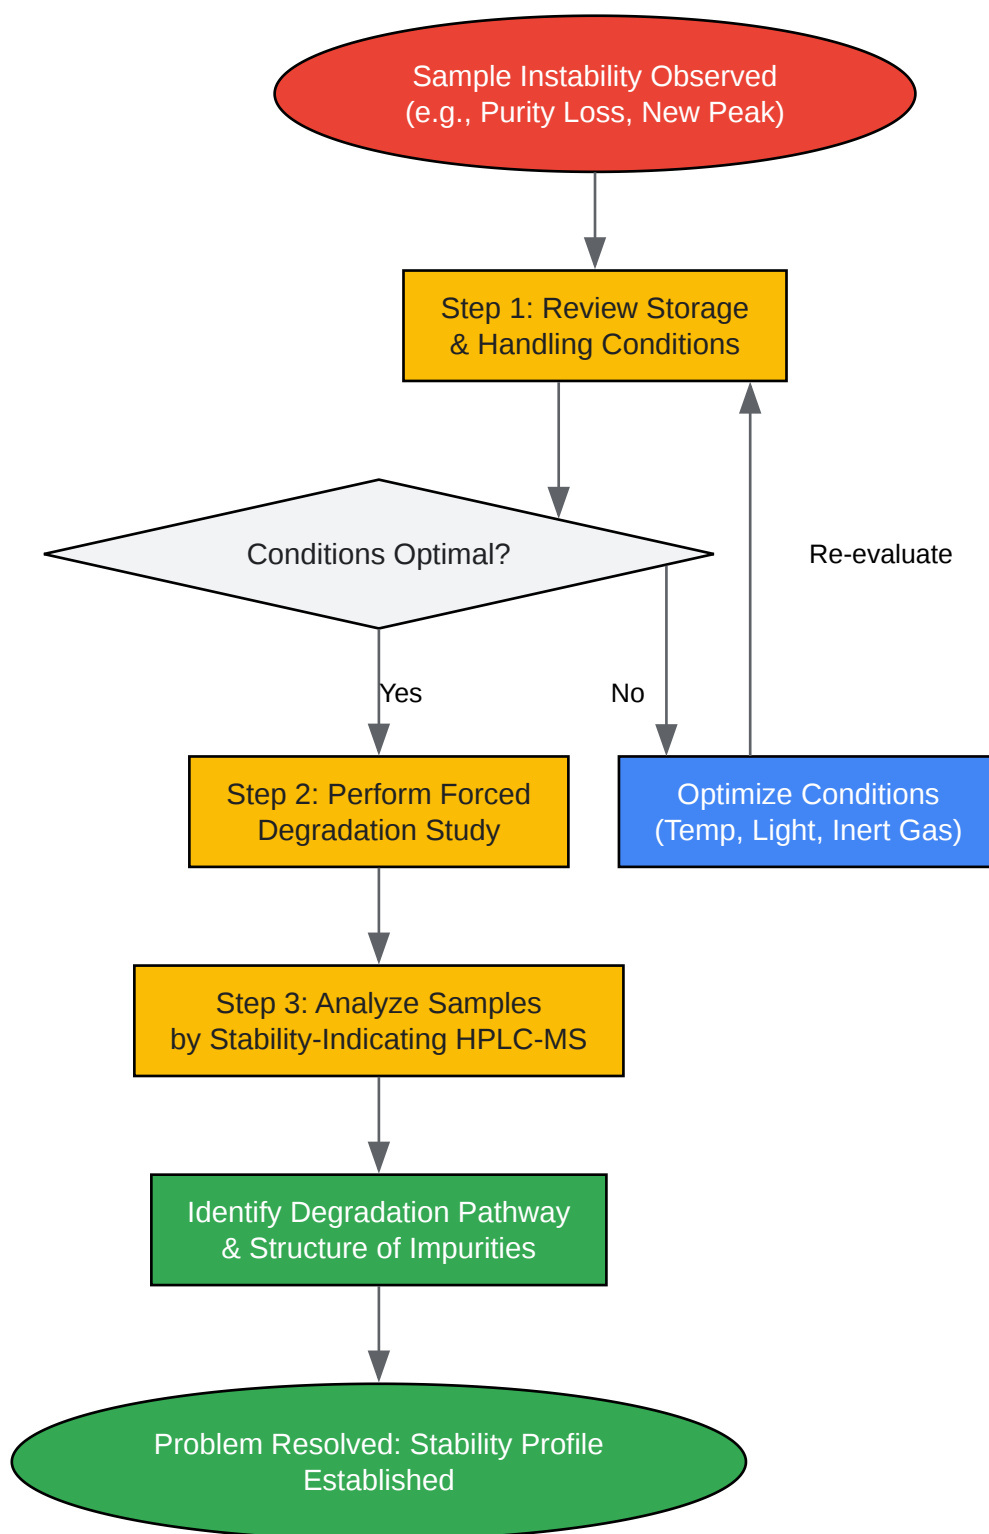 Sample Instability Observed
(e.g., Purity Loss, New Peak)
Step 1: Review Storage
& Handling Conditions
Conditions Optimal?
Re-evaluate
Yes
No
Step 2: Perform Forced
Degradation Study
Optimize Conditions
(Temp, Light, Inert Gas)
Step 3: Analyze Samples
by Stability-Indicating HPLC-MS
Identify Degradation Pathway
& Structure of Impurities
Problem Resolved: Stability Profile
Established